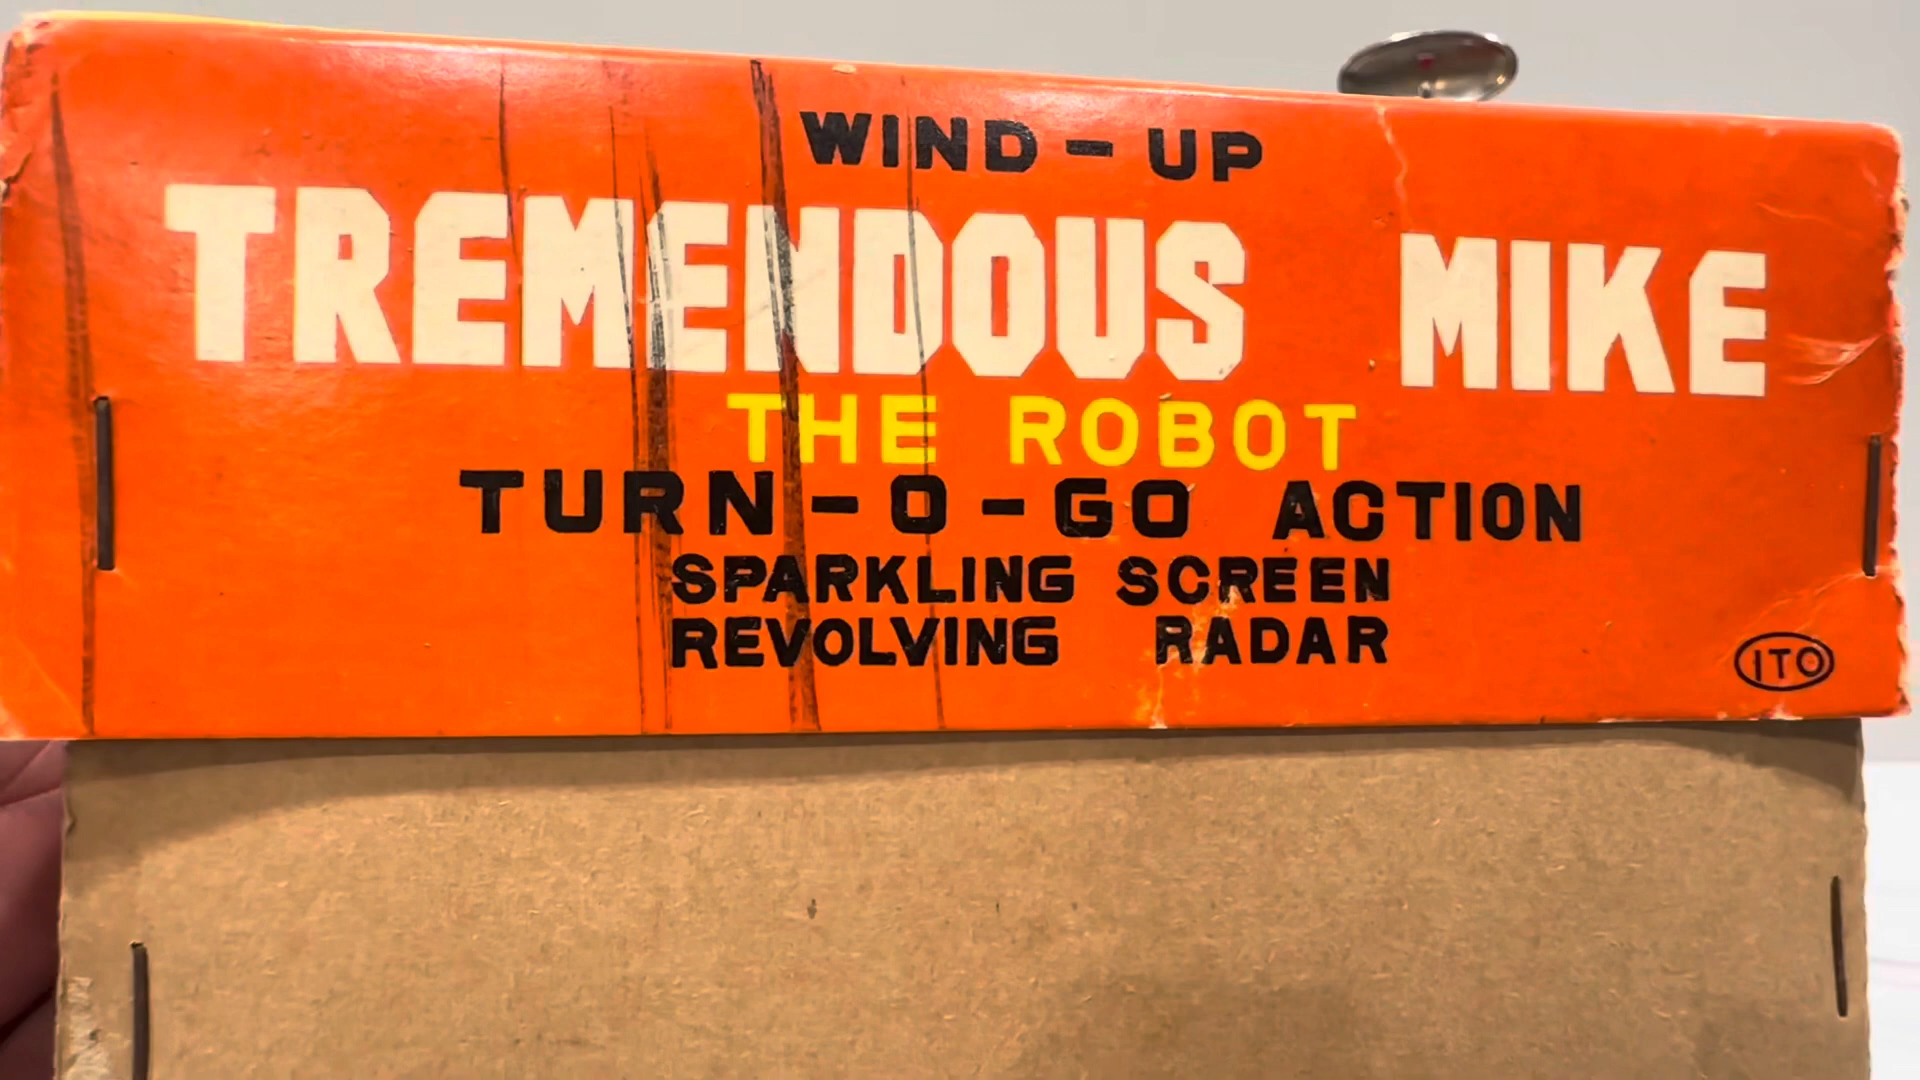 WIND-UP
TREMENDOUS MIKE
THE ROBOT
TURN-O-GO ACTION
SPARKLING SCREEN
REVOLVING RADAR
ITO